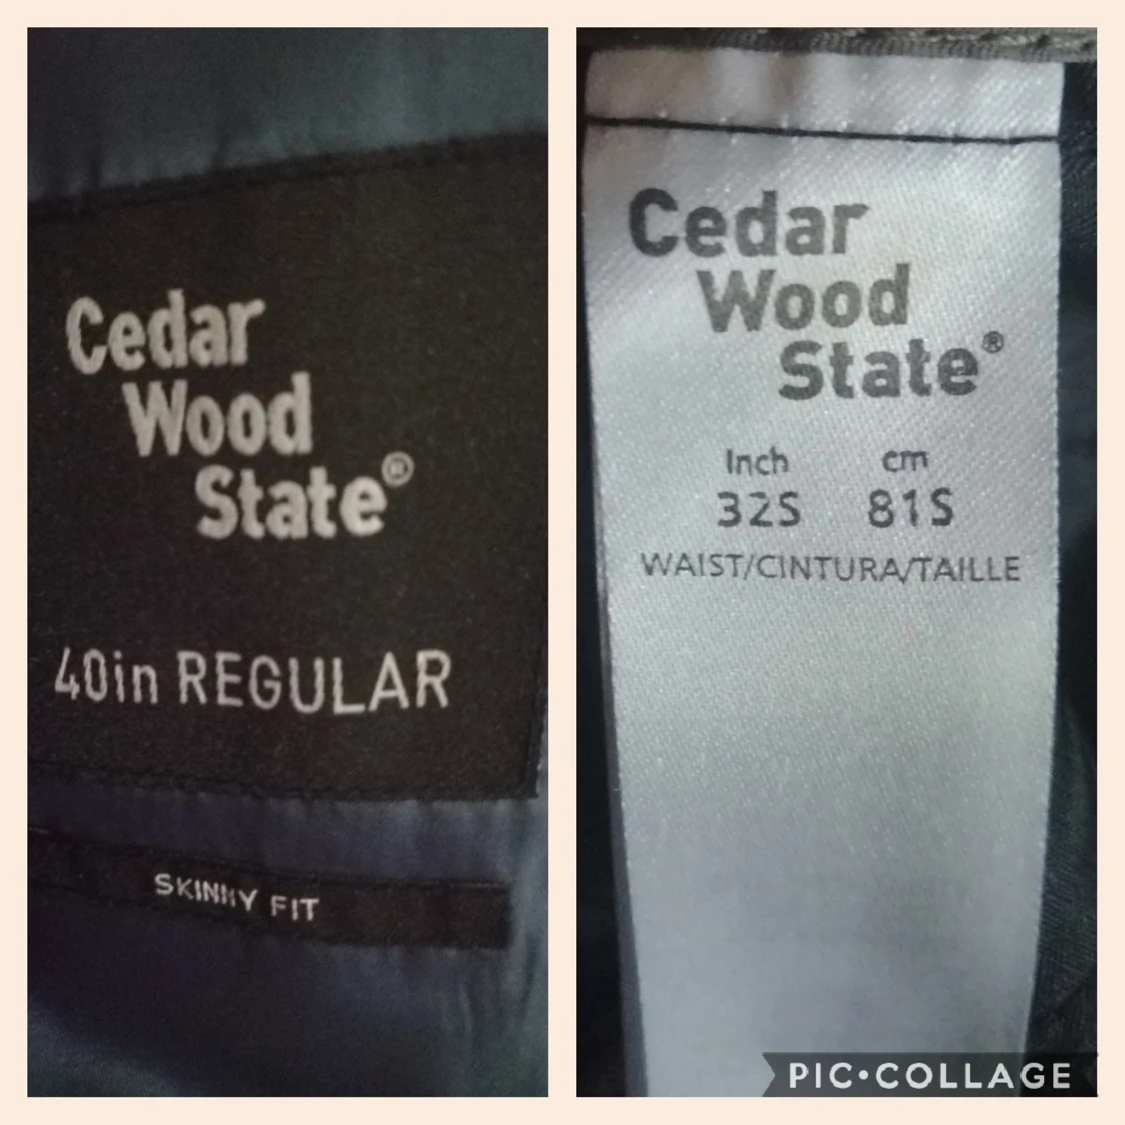 Cedar
Wood
State®
40in REGULAR
SKINNY FIT
Cedar
Wood
State®
Inch cm
32S 81S
WAIST/CINTURA/TAILLE
PIC•COLLAGE